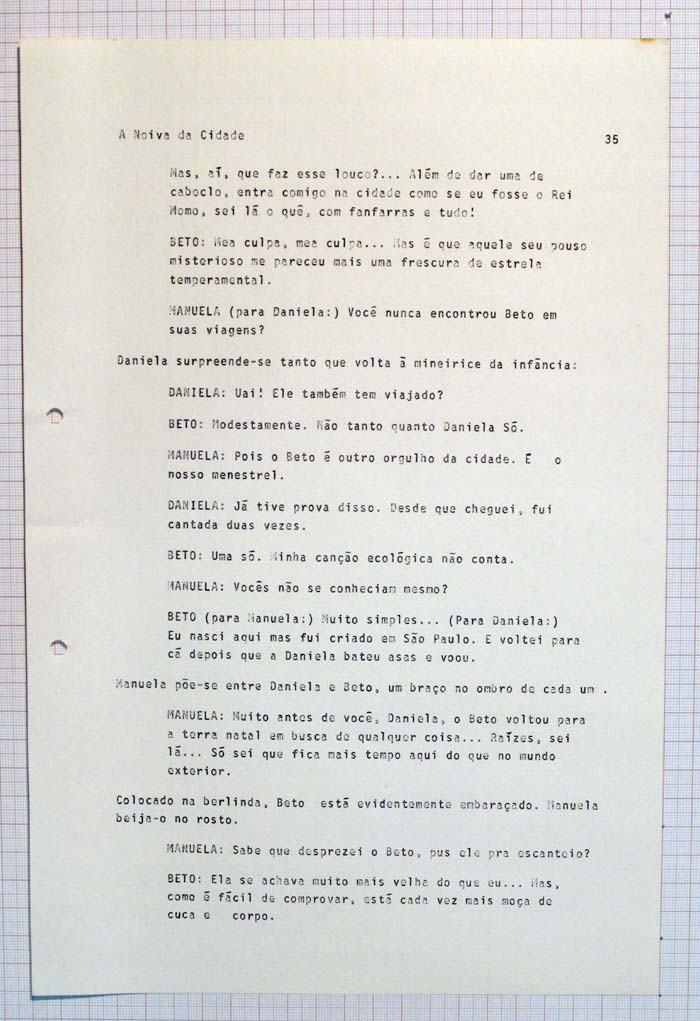 A Noiva da Cidade
35
Mas, aí, que faz esse louco?... Além de dar uma de
caboclo, entra comigo na cidade como se eu fosse o Rei
Momo, sei lá o quê, com fanfarras e tudo!
BETO: Mea culpa, mea culpa... Mas é que aquele seu pouso
misterioso me pareceu mais uma frescura de estrela
temperamental.
MANUELA (para Daniela:) Você nunca encontrou Beto em
suas viagens?
Daniela surpreende-se tanto que volta à mineirice da infância:
DANIELA: Uai! Ele também tem viajado?
BETO: Modestamente. Não tanto quanto Daniela Só.
MANUELA: Pois o Beto é outro orgulho da cidade. É o
nosso menestrel.
DANIELA: Já tive prova disso. Desde que cheguei, fui
cantada duas vezes.
BETO: Uma só. Minha canção ecológica não conta.
MANUELA: Vocês não se conheciam mesmo?
BETO (para Manuela:) Muito simples... (Para Daniela:)
Eu nasci aqui mas fui criado em São Paulo. E voltei para
cá depois que a Daniela bateu asas e voou.
Manuela põe-se entre Daniela e Beto, um braço no ombro de cada um .
MANUELA: Muito antes de você, Daniela, o Beto voltou para
a terra natal em busca de qualquer coisa... Raízes, sei
lá... Só sei que fica mais tempo aqui do que no mundo
exterior.
Colocado na berlinda, Beto está evidentemente embaraçado. Manuela
beija-o no rosto.
MANUELA: Sabe que desprezei o Beto, pus ele pra escanteio?
BETO: Ela se achava muito mais velha do que eu... Mas,
como é fácil de comprovar, está cada vez mais moça de
cuca e corpo.